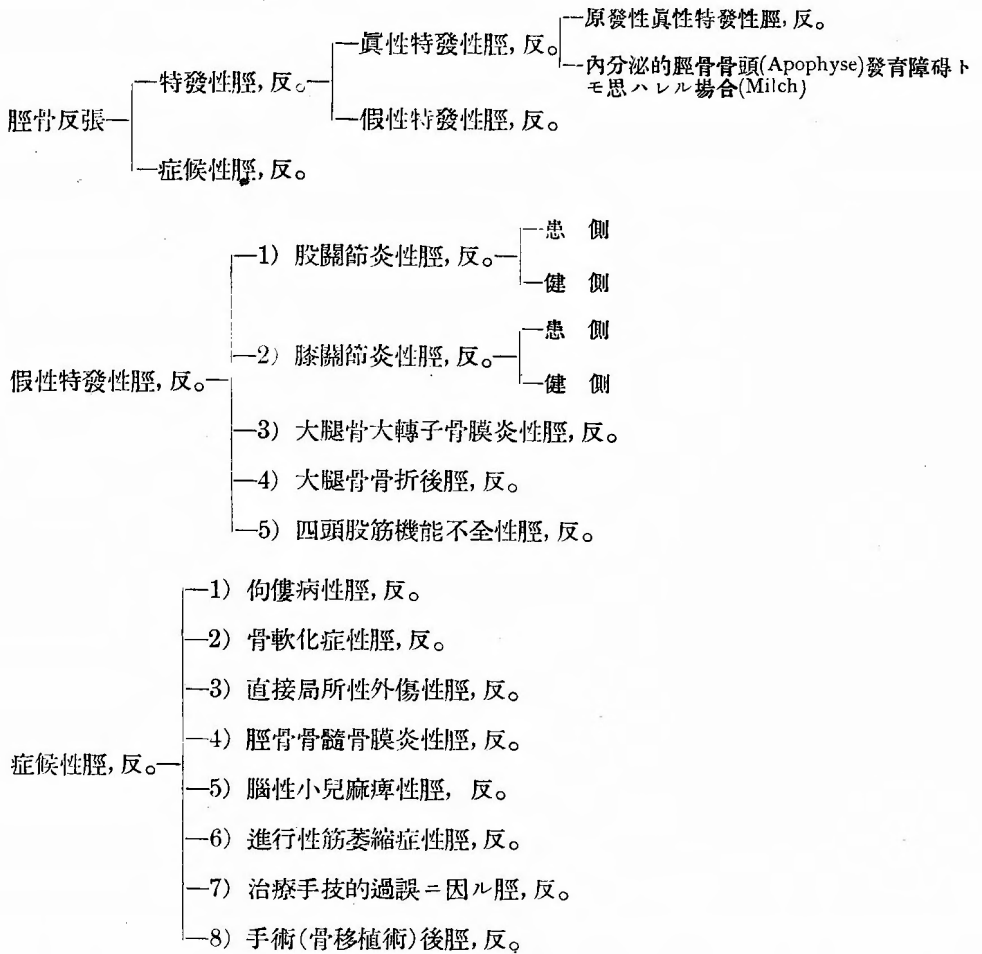 原發性眞性特發性脛,反。
眞性特發性脛,反。
特發性脛,反。
內分泌的脛骨骨頭(Apophyse)發育障碍ト
モ思ハレル場合(Milch)
脛骨反張
假性特發性脛,反。
症候性脛,反。
患 側
1) 股關節炎性脛,反。
健 側
患 側
2) 膝關節炎性脛,反。
假性特發性脛,反。
健 側
3) 大腿骨大轉子骨膜炎性脛,反。
4) 大腿骨骨折後脛,反。
5) 四頭股筋機能不全性脛,反。
1) 佝僂病性脛,反。
2) 骨軟化症性脛,反。
3) 直接局所性外傷性脛,反。
4) 脛骨骨髓骨膜炎性脛,反。
症候性脛,反。
5) 腦性小兒麻痺性脛, 反。
6) 進行性筋萎縮症性脛,反。
7) 治療手技的過誤ニ因ル脛,反。
8) 手術(骨移植術)後脛,反。